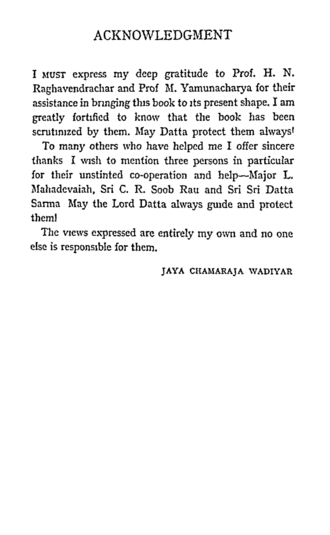 ACKNOWLEDGMENT
I MUST express my deep gratitude to Prof. H. N.
Raghavendrachar and Prof M. Yamunacharya for their
assistance in bringing this book to its present shape. I am
greatly fortified to know that the book has been
scrutinized by them. May Datta protect them always!
To many others who have helped me I offer sincere
thanks I wish to mention three persons in particular
for their unstinted co-operation and help—Major L.
Mahadevaiah, Sri C. R. Soob Rau and Sri Sri Datta
Sarma May the Lord Datta always guide and protect
them!
The views expressed are entirely my own and no one
else is responsible for them.
JAYA CHAMARAJA WADIYAR